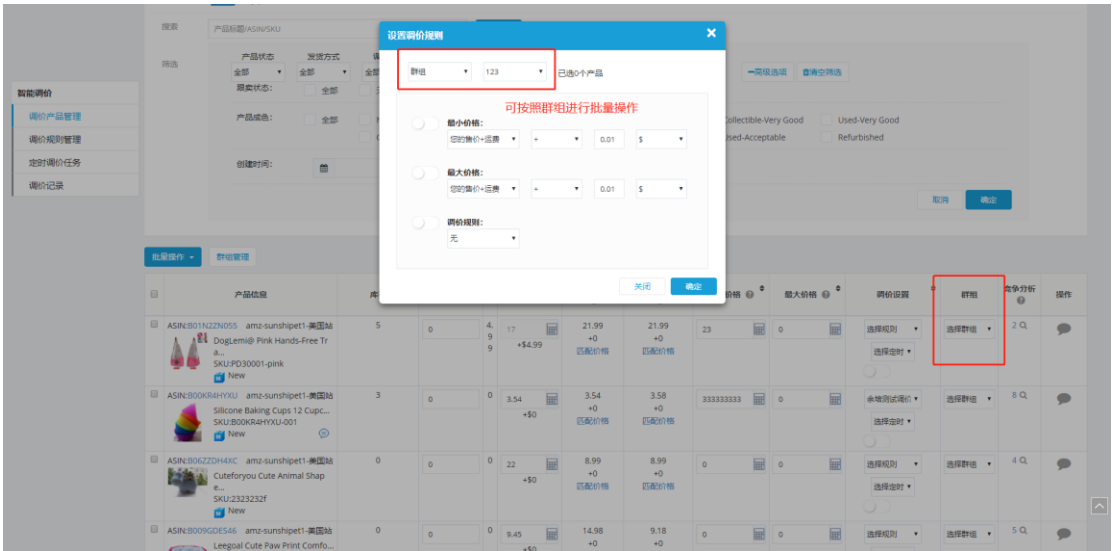 搜索
产品标题/ASIN/SKU
筛选
产品状态 发货方式
全部 全部
跟卖状态: 全部
产品成色: 全部
创建时间:
高级选项 清空筛选
Collectible-Very Good Used-Very Good
Used-Acceptable Refurbished
取消 确定
智能调价
调价产品管理
调价规则管理
定时调价任务
调价记录
设置调价规则 ×
群组 123 已选0个产品
可按照群组进行批量操作
最小价格:
您的售价+运费 + 0.01 $
最大价格:
您的售价+运费 + 0.01 $
调价规则:
无
关闭 确定
批量操作 群组管理
产品信息 最大价格 调价设置 群组 竞争分析 操作
ASIN:B01N2ZN05S amz-sunshipet1-美国站 5 0 4.99 17 21.99 21.99 23 0 选择规则 选择群组 2
DogLemi@ Pink Hands-Free Tr +$4.99 +0 +0
a... 匹配价格 匹配价格 选择定时
SKU:PD30001-pink
New
ASIN:B00KR4HYXU amz-sunshipet1-美国站 3 0 0 3.54 3.54 3.58 333333333 0 余培测试调价 选择群组 8
Silicone Baking Cups 12 Cupc... +$0 +0 +0
SKU:B00KR4HYXU-001 匹配价格 匹配价格 选择定时
New
ASIN:B06ZZDH4XC amz-sunshipet1-美国站 0 0 0 22 8.99 8.99 0 0 选择规则 选择群组 4
Cuteforyou Cute Animal Shap +$0 +0 +0
e... 匹配价格 匹配价格 选择定时
SKU:2323232f
New
ASIN:B009GDES46 amz-sunshipet1-美国站 0 0 0 9.45 14.98 9.18 0 0 选择规则 选择群组 5
Leegoal Cute Paw Print Comfo... +$0 +0 +0